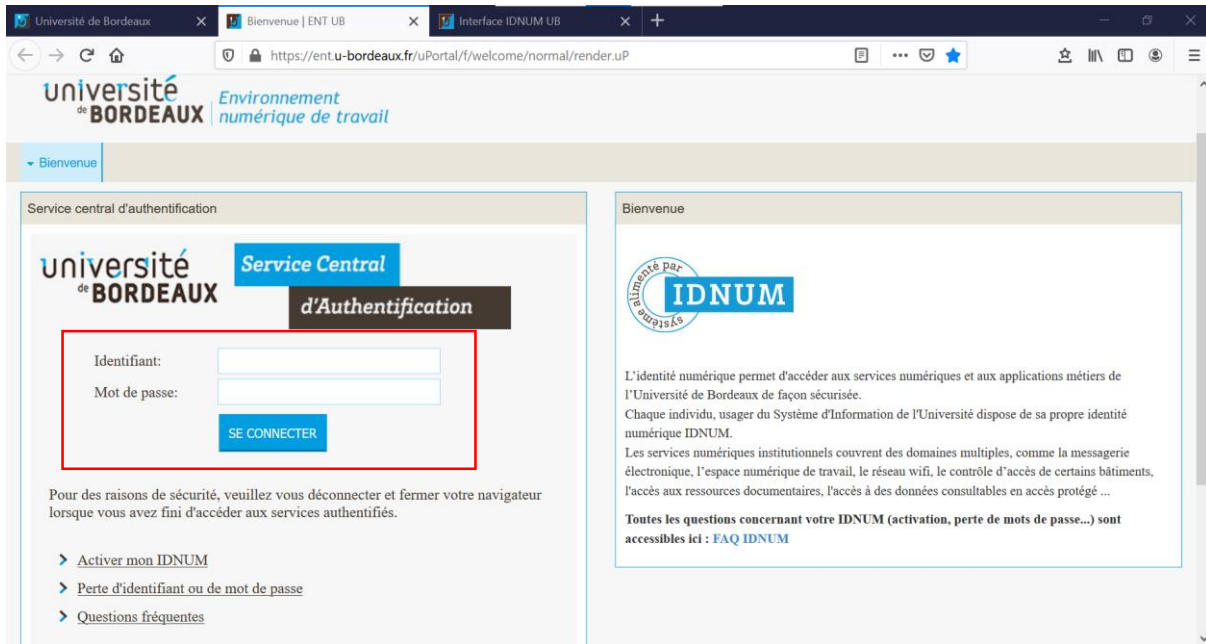 Université de Bordeaux
Bienvenue | ENT UB
Interface IDNUM UB
https://ent.u-bordeaux.fr/uPortal/f/welcome/normal/render.uP
université
de BORDEAUX
Environnement
numérique de travail
Bienvenue
Service central d'authentification
université
de BORDEAUX
Service Central
d'Authentification
Identifiant:
Mot de passe:
SE CONNECTER
Pour des raisons de sécurité, veuillez vous déconnecter et fermer votre navigateur
lorsque vous avez fini d'accéder aux services authentifiés.
Activer mon IDNUM
Perte d'identifiant ou de mot de passe
Questions fréquentes
Bienvenue
système alimenté par
IDNUM
L'identité numérique permet d'accéder aux services numériques et aux applications métiers de
l'Université de Bordeaux de façon sécurisée.
Chaque individu, usager du Système d'Information de l'Université dispose de sa propre identité
numérique IDNUM.
Les services numériques institutionnels couvrent des domaines multiples, comme la messagerie
électronique, l'espace numérique de travail, le réseau wifi, le contrôle d'accès de certains bâtiments,
l'accès aux ressources documentaires, l'accès à des données consultables en accès protégé ...
Toutes les questions concernant votre IDNUM (activation, perte de mots de passe...) sont
accessibles ici : FAQ IDNUM